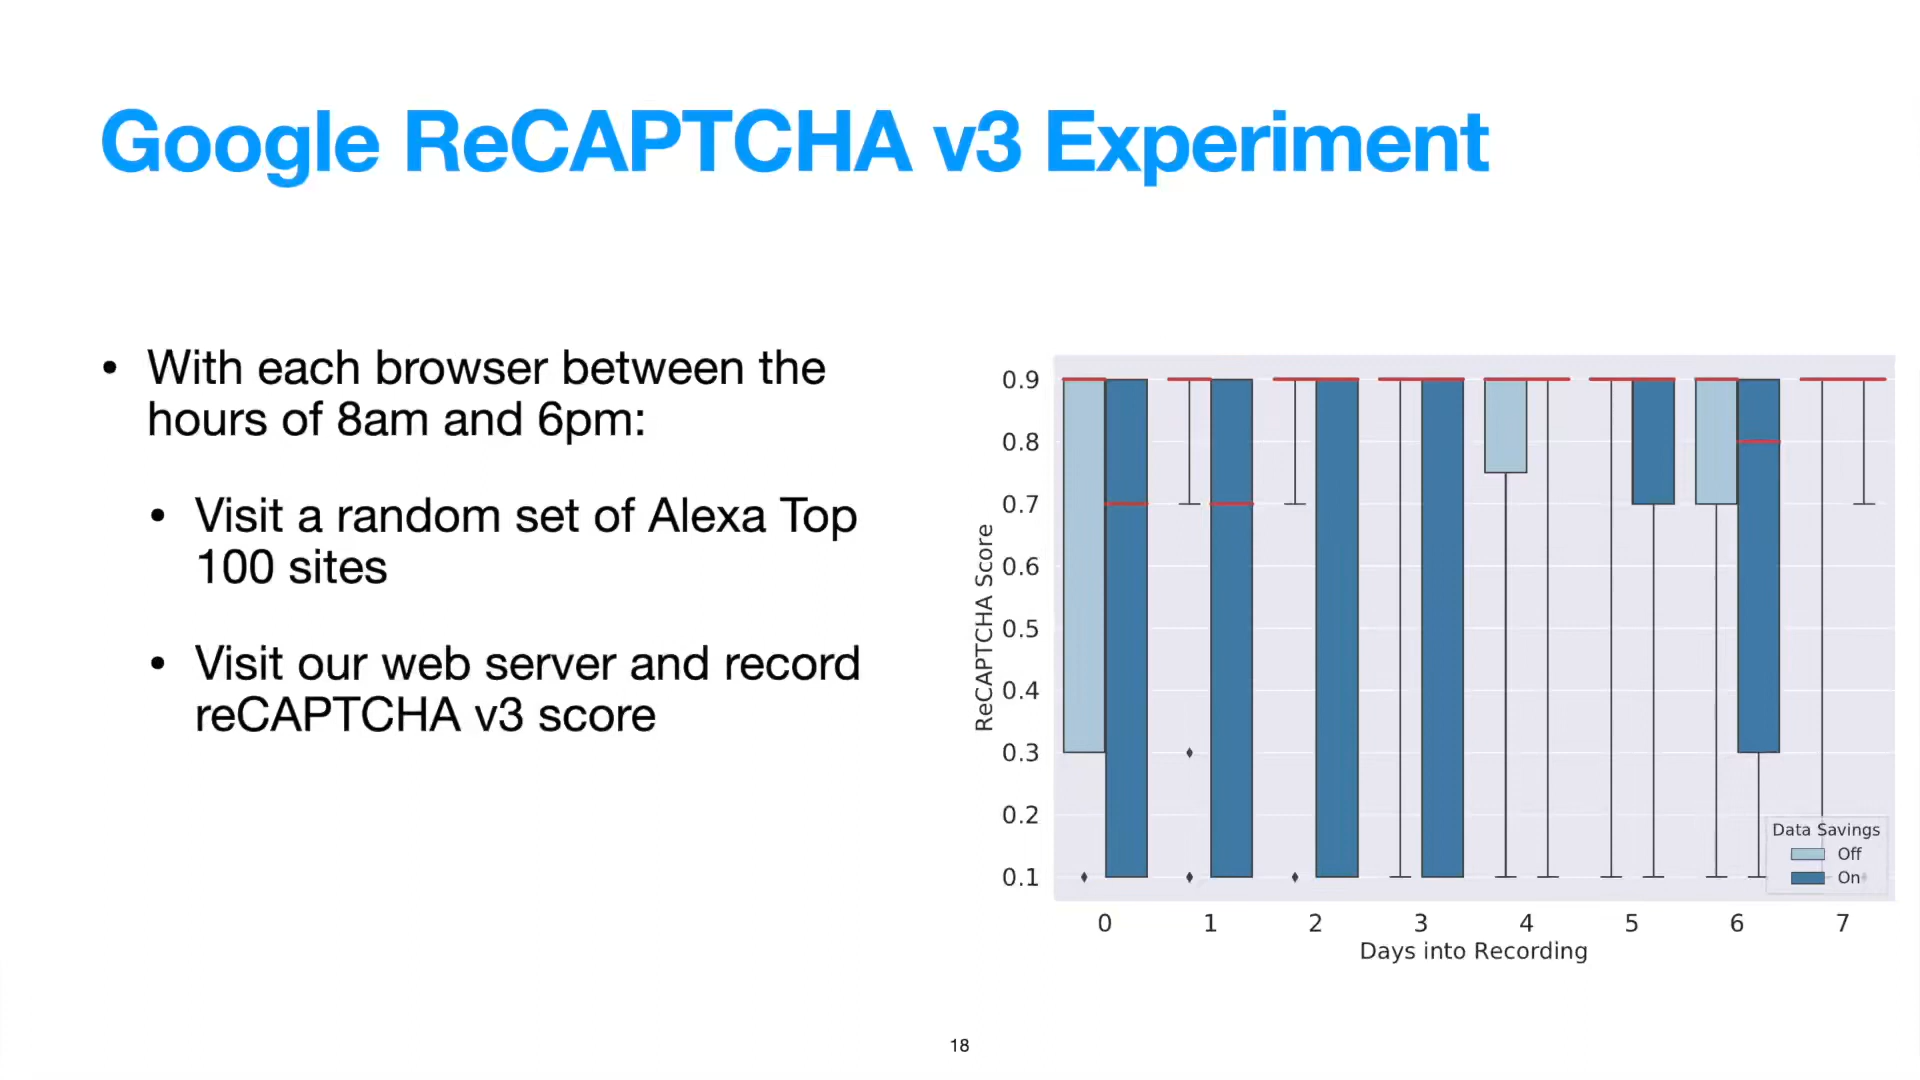 Google ReCAPTCHA v3 Experiment
• With each browser between the
hours of 8am and 6pm:
• Visit a random set of Alexa Top
100 sites
• Visit our web server and record
reCAPTCHA v3 score
ReCAPTCHA Score
0.9
0.8
0.7
0.6
0.5
0.4
0.3
0.2
0.1
Data Savings
Off
On
0 1 2 3 4 5 6 7
Days into Recording
18